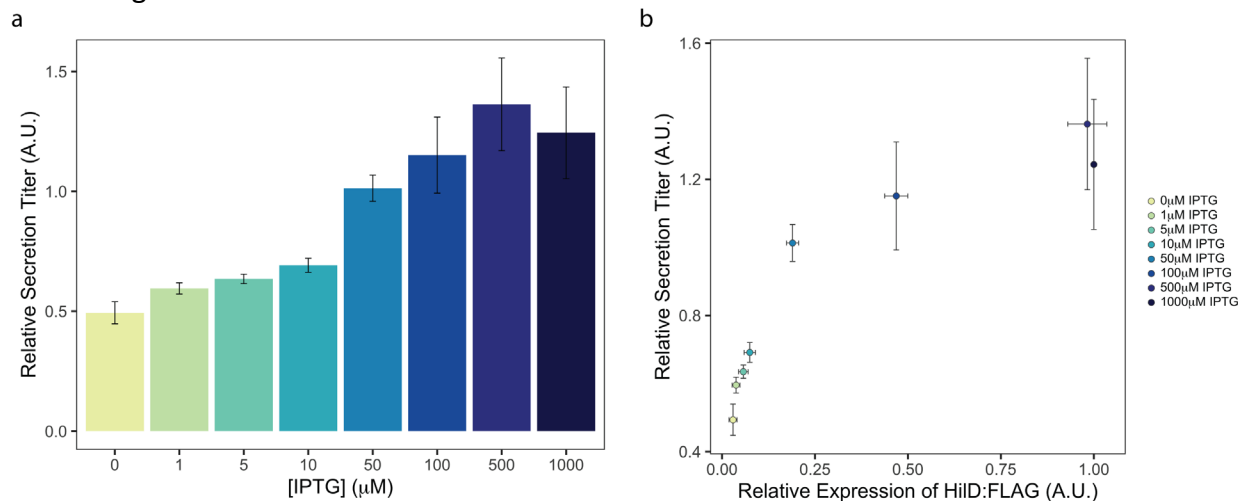 a
b
Relative Secretion Titer (A.U.)
1.5
1.0
0.5
0.0
0 1 5 10 50 100 500 1000
[IPTG] (μM)
Relative Secretion Titer (A.U.)
1.6
1.2
0.8
0.4
0.00 0.25 0.50 0.75 1.00
Relative Expression of HilD:FLAG (A.U.)
0μM IPTG
1μM IPTG
5μM IPTG
10μM IPTG
50μM IPTG
100μM IPTG
500μM IPTG
1000μM IPTG